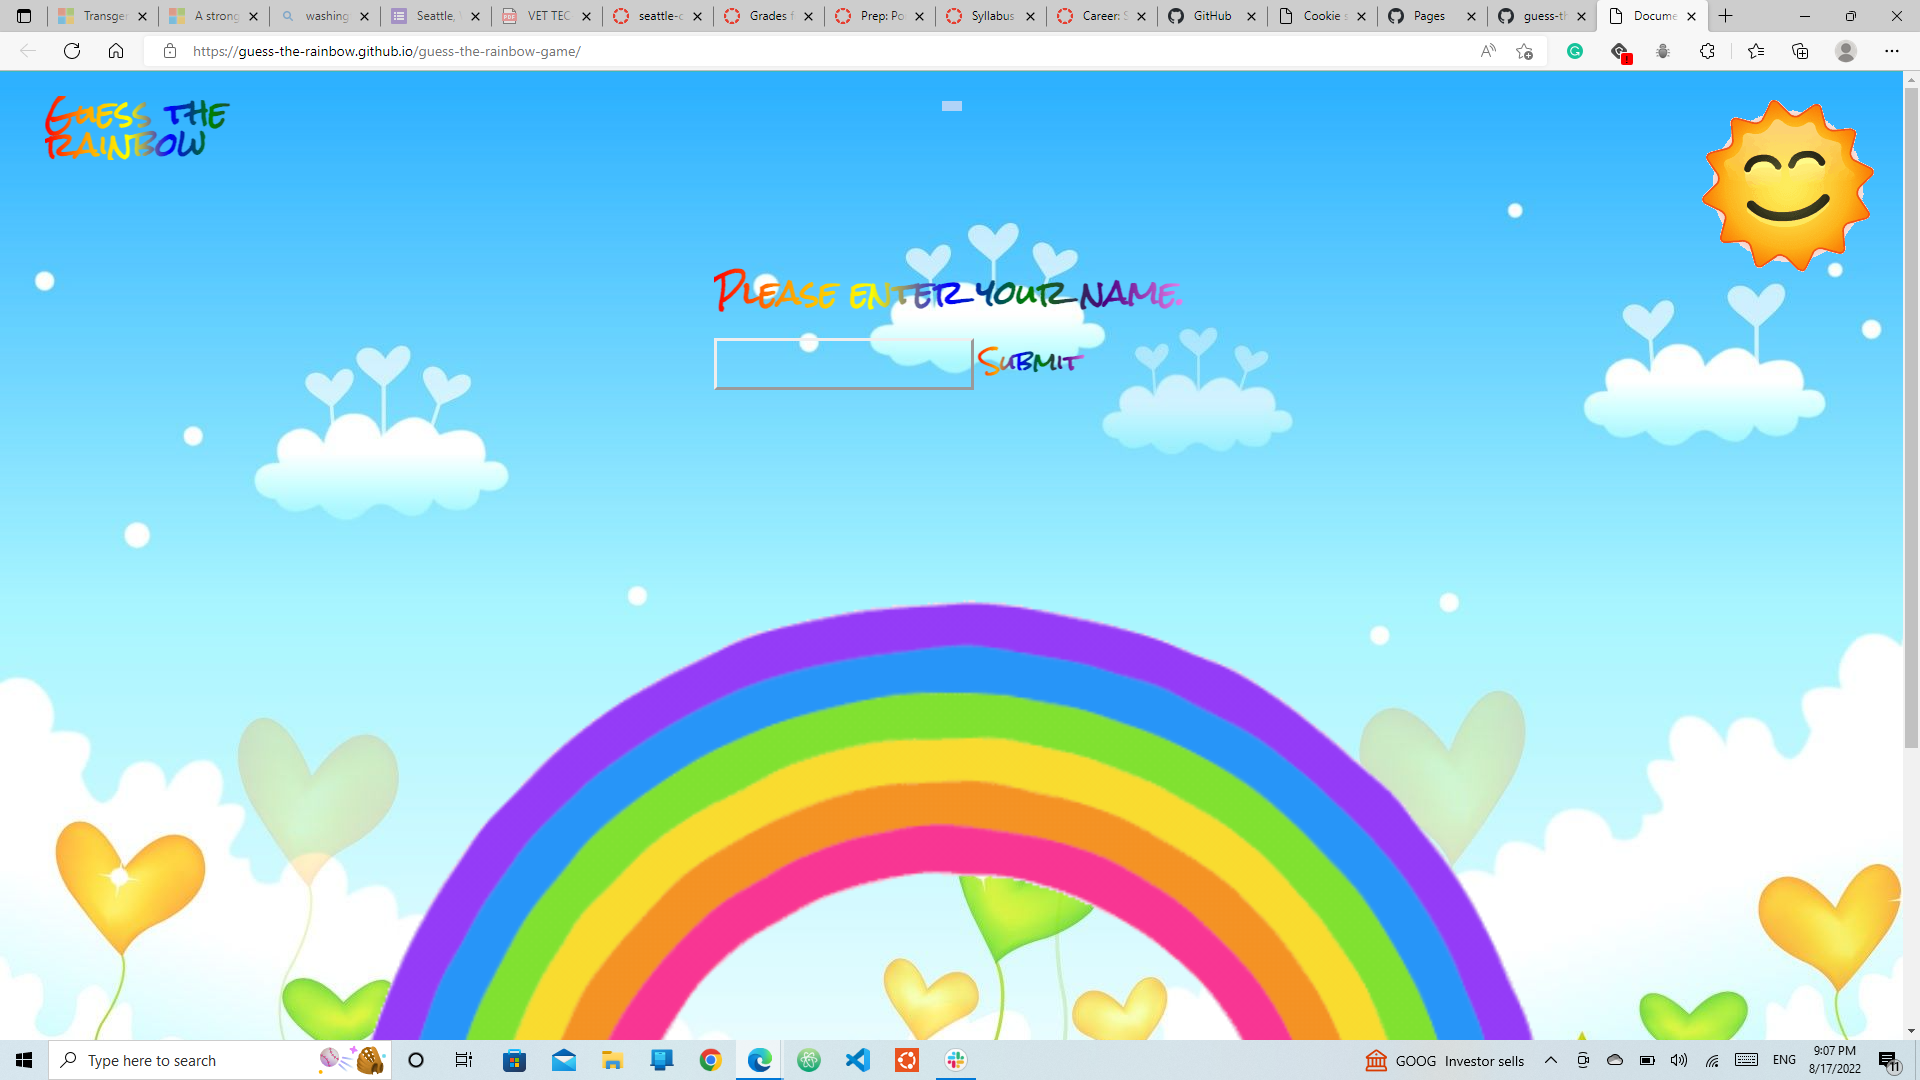 Transger
A strong
washing
Seattle,
VET TEC
seattle-c
Grades f
Prep: Po
Syllabus
Career: S
GitHub
Cookie s
Pages
guess-th
Docume
https://guess-the-rainbow.github.io/guess-the-rainbow-game/
Guess the
rainbow
Please enter your name.
Submit
Type here to search
GOOG Investor sells
ENG
9:07 PM
8/17/2022
11